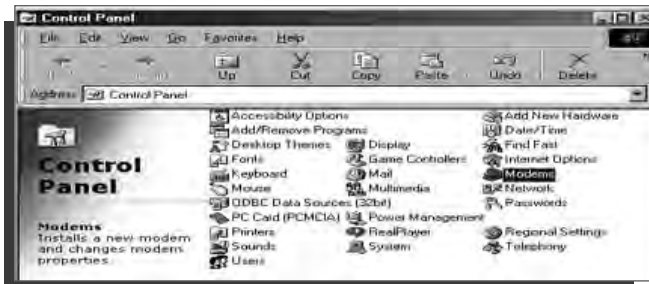 Control Panel
File Edit View Go Favorites Help
Up Cut Copy Paste Undo Delete
Address Control Panel
Accessibility Options Add New Hardware
Add/Remove Programs Date/Time
Desktop Themes Display Find Fast
Fonts Game Controllers Internet Options
Keyboard Mail Modems
Mouse Multimedia Network
ODBC Data Sources (32bit) Passwords
PC Card (PCMCIA) Power Management
Printers RealPlayer Regional Settings
Sounds System Telephony
Users
Control
Panel
Modems
Installs a new modem
and changes modem
properties